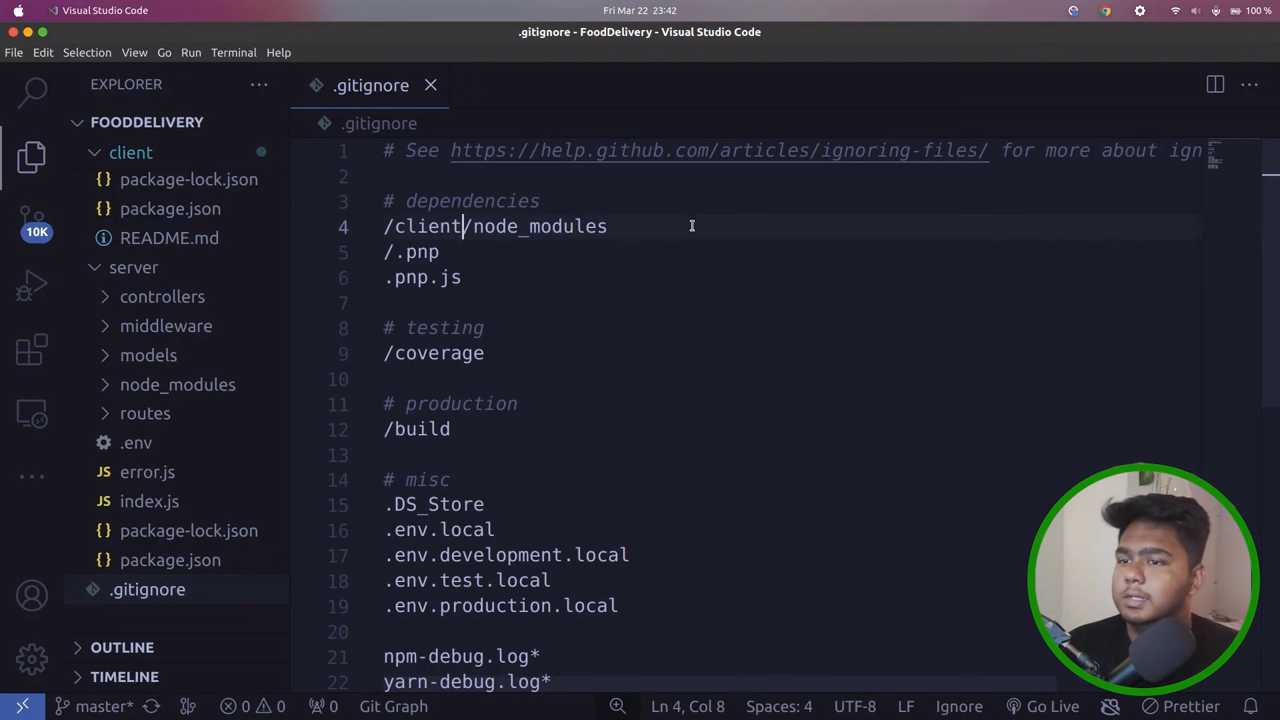 Visual Studio Code
Fri Mar 22 23:42
100 %
.gitignore - FoodDelivery - Visual Studio Code
File Edit Selection View Go Run Terminal Help
EXPLORER
.gitignore
FOODDELIVERY
.gitignore
client
package-lock.json
package.json
README.md
server
controllers
middleware
models
node_modules
routes
.env
JS error.js
JS index.js
package-lock.json
package.json
.gitignore
OUTLINE
TIMELINE
10K
1 # See https://help.github.com/articles/ignoring-files/ for more about ign
2
3 # dependencies
4 /client/node_modules
5 /.pnp
6 .pnp.js
7
8 # testing
9 /coverage
10
11 # production
12 /build
13
14 # misc
15 .DS_Store
16 .env.local
17 .env.development.local
18 .env.test.local
19 .env.production.local
20
21 npm-debug.log*
22 yarn-debug.log*
master* 0 0 0 Git Graph Ln 4, Col 8 Spaces: 4 UTF-8 LF Ignore Go Live Prettier